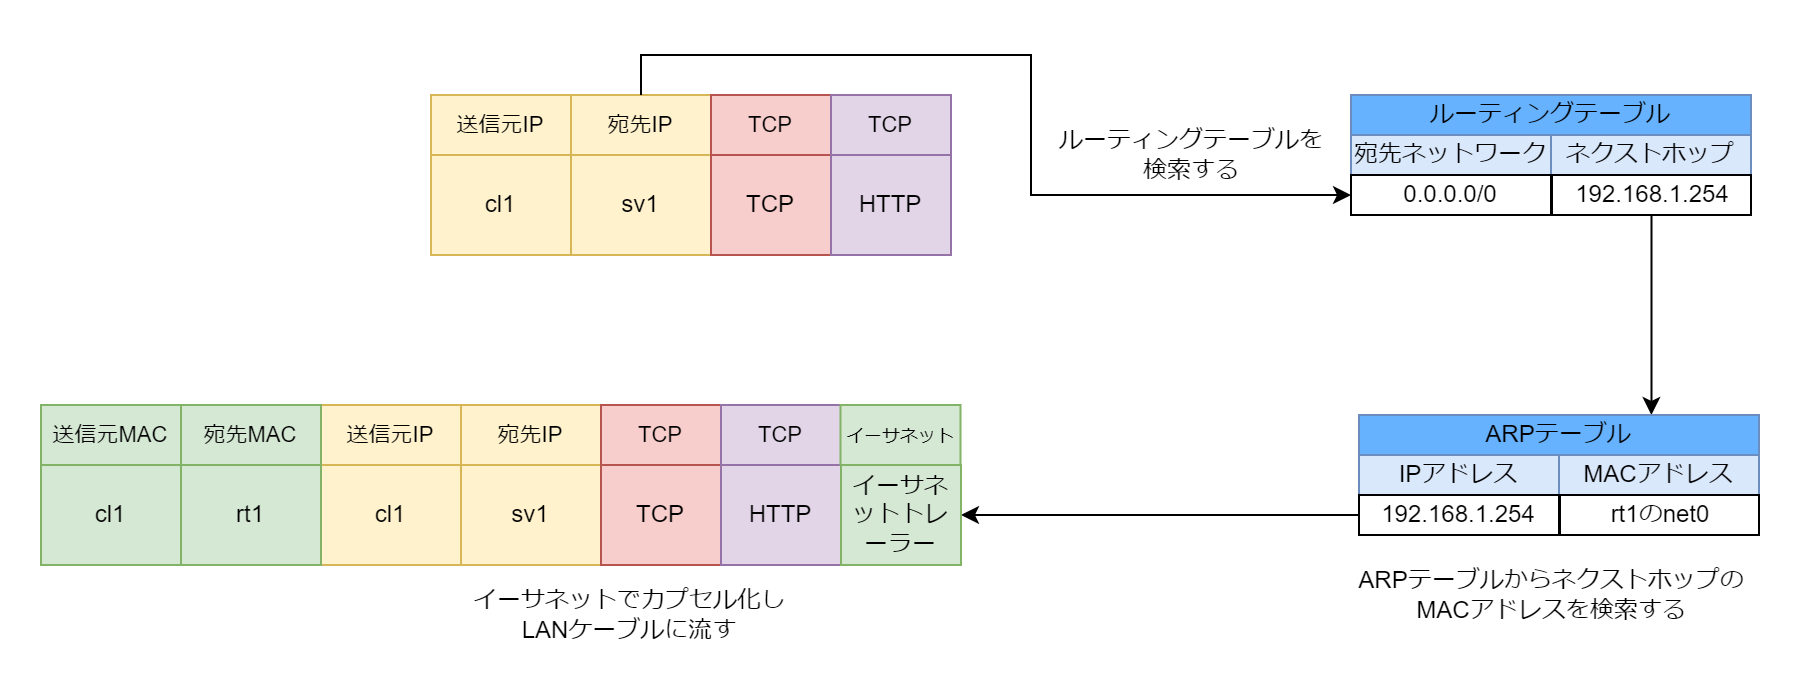 送信元IP 宛先IP TCP TCP
cl1 sv1 TCP HTTP
ルーティングテーブルを
検索する
ルーティングテーブル
宛先ネットワーク ネクストホップ
0.0.0.0/0 192.168.1.254
送信元MAC 宛先MAC 送信元IP 宛先IP TCP TCP イーサネット
cl1 rt1 cl1 sv1 TCP HTTP イーサネ
ットトレ
ーラー
イーサネットでカプセル化し
LANケーブルに流す
ARPテーブル
IPアドレス MACアドレス
192.168.1.254 rt1のnet0
ARPテーブルからネクストホップの
MACアドレスを検索する